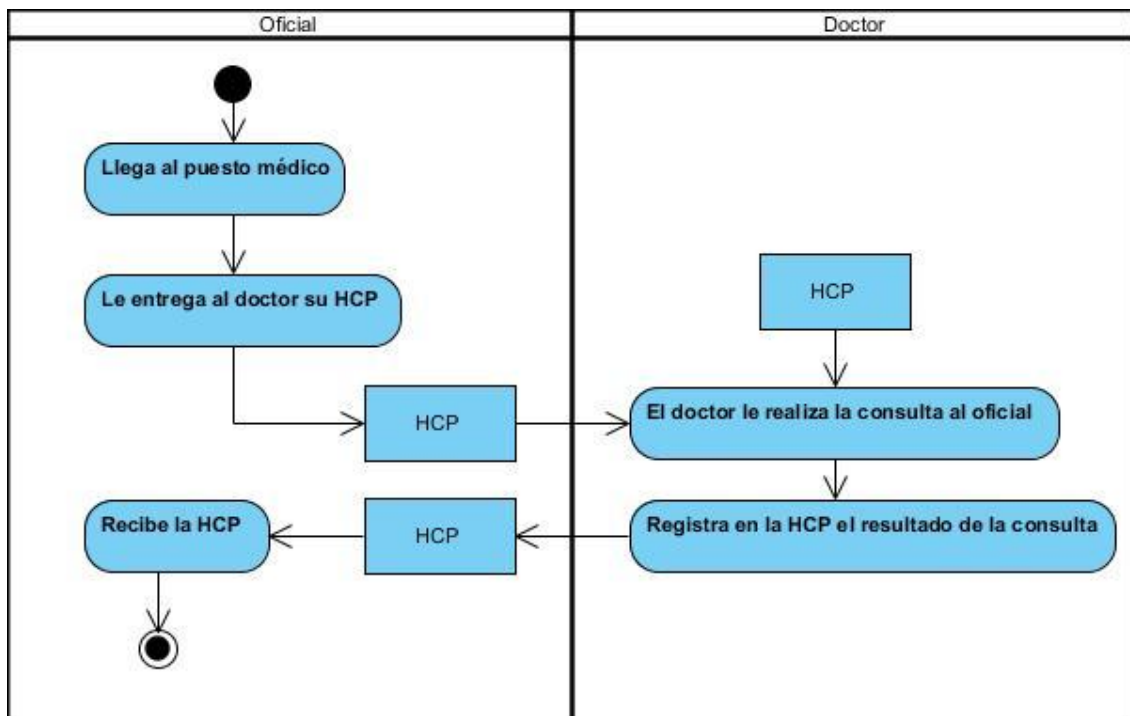 Oficial
Doctor
Llega al puesto médico
Le entrega al doctor su HCP
HCP
HCP
El doctor le realiza la consulta al oficial
Registra en la HCP el resultado de la consulta
HCP
Recibe la HCP